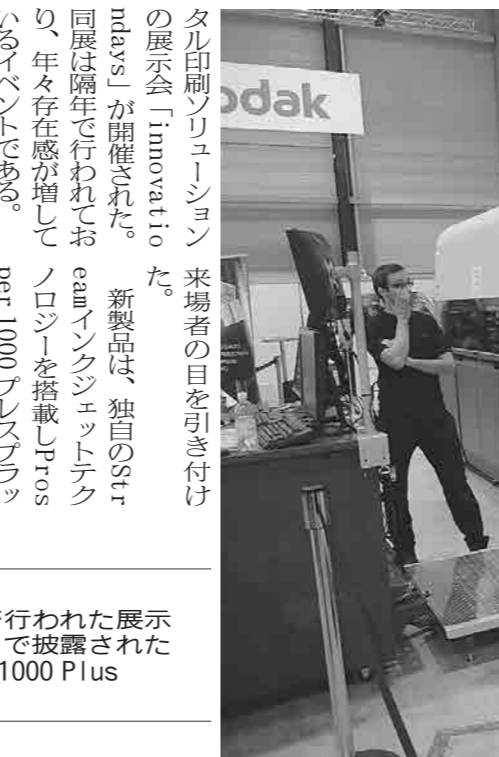 odak
タル印刷ソリューション
の展示会「innovatio
ndays」が開催された。
同展は隔年で行われてお
り、年々存在感が増して
いるイベントである。
来場者の目を引き付け
た。
新製品は、独自のStr
eamインクジェットテク
ノロジーを搭載しPros
per 1000 プレスプラッ
行われた展示
で披露された
1000 Plus